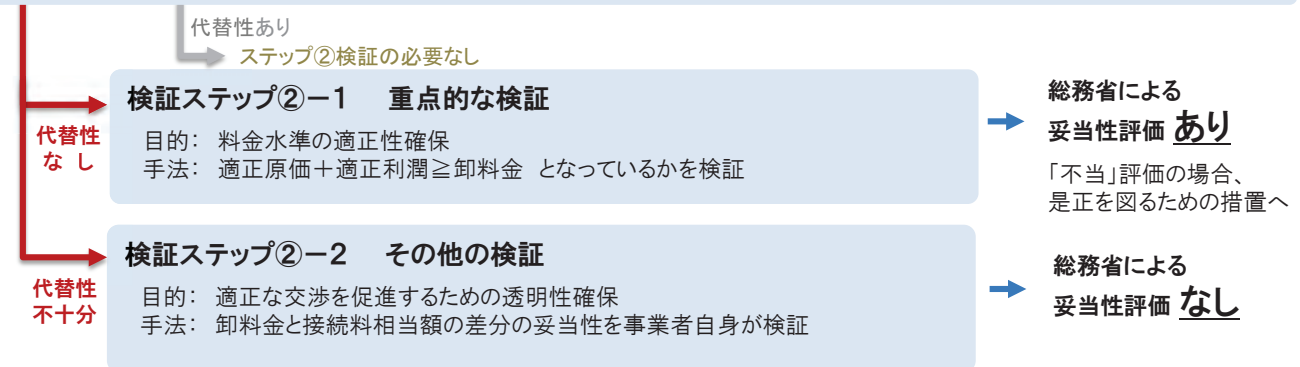 代替性あり
ステップ②検証の必要なし
検証ステップ②－1　重点的な検証
目的： 料金水準の適正性確保
手法： 適正原価＋適正利潤≧卸料金 となっているかを検証
代替性
な し
総務省による
妥当性評価 あり
「不当」評価の場合、
是正を図るための措置へ
検証ステップ②－2　その他の検証
目的： 適正な交渉を促進するための透明性確保
手法： 卸料金と接続料相当額の差分の妥当性を事業者自身が検証
代替性
不十分
総務省による
妥当性評価 なし